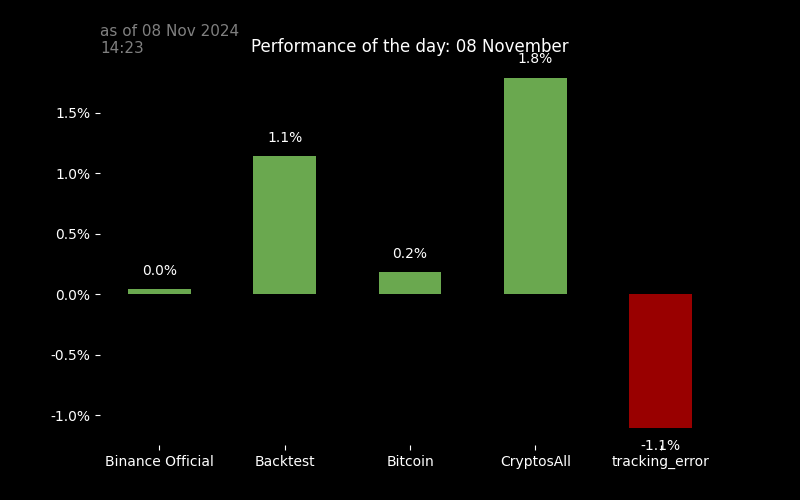 as of 08 Nov 2024
14:23
Performance of the day: 08 November
1.8%
1.5%
1.1%
1.0%
0.5%
0.2%
0.0%
0.0%
-0.5%
-1.0%
-1.1%
Binance Official
Backtest
Bitcoin
CryptosAll
tracking_error